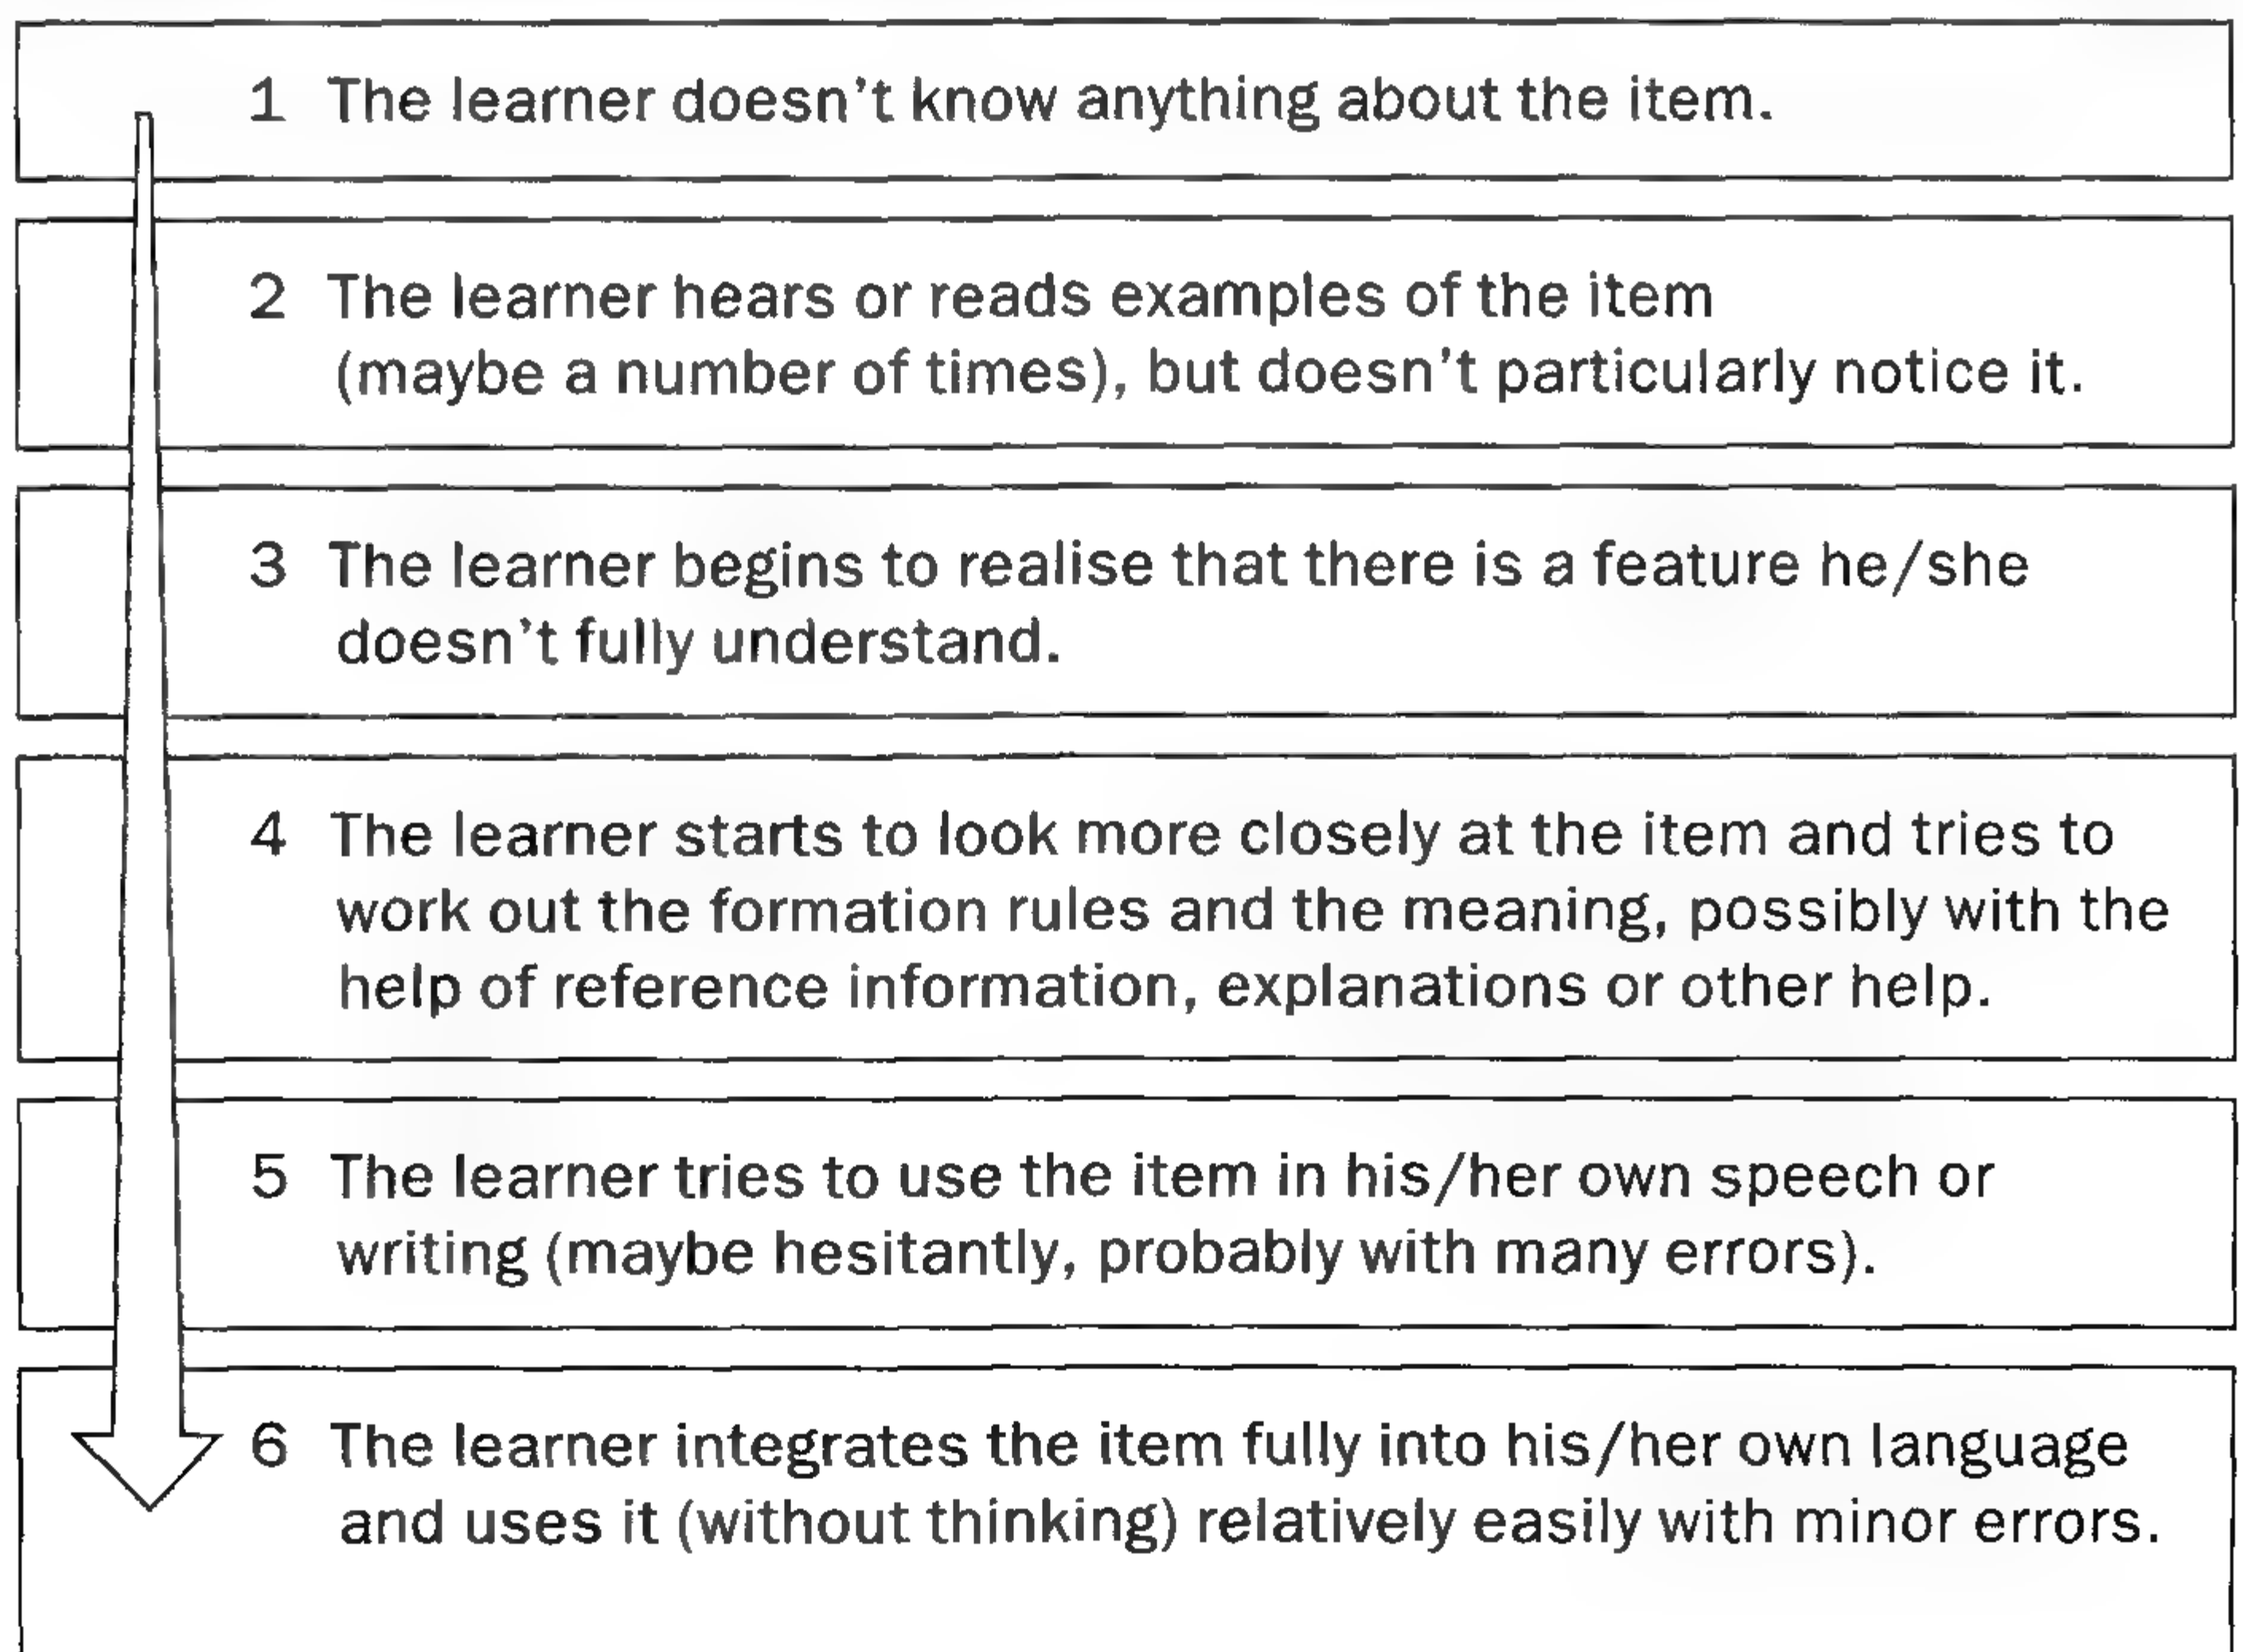 1 The learner doesn't know anything about the item.
2 The learner hears or reads examples of the item
(maybe a number of times), but doesn't particularly notice it.
3 The learner begins to realise that there is a feature he/she
doesn't fully understand.
4 The learner starts to look more closely at the item and tries to
work out the formation rules and the meaning, possibly with the
help of reference information, explanations or other help.
5 The learner tries to use the item in his/her own speech or
writing (maybe hesitantly, probably with many errors).
6 The learner integrates the item fully into his/her own language
and uses it (without thinking) relatively easily with minor errors.